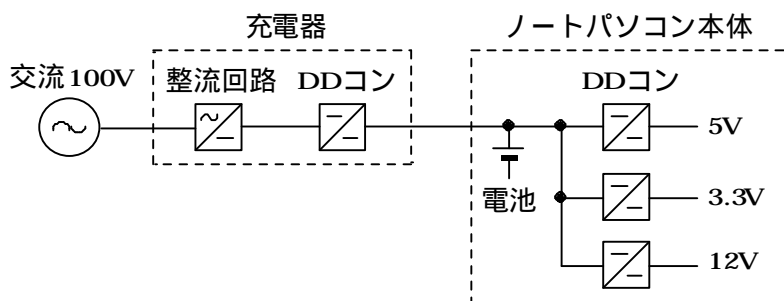 充電器
ノートパソコン本体
交流100V
整流回路
DDコン
DDコン
5V
電池
3.3V
12V